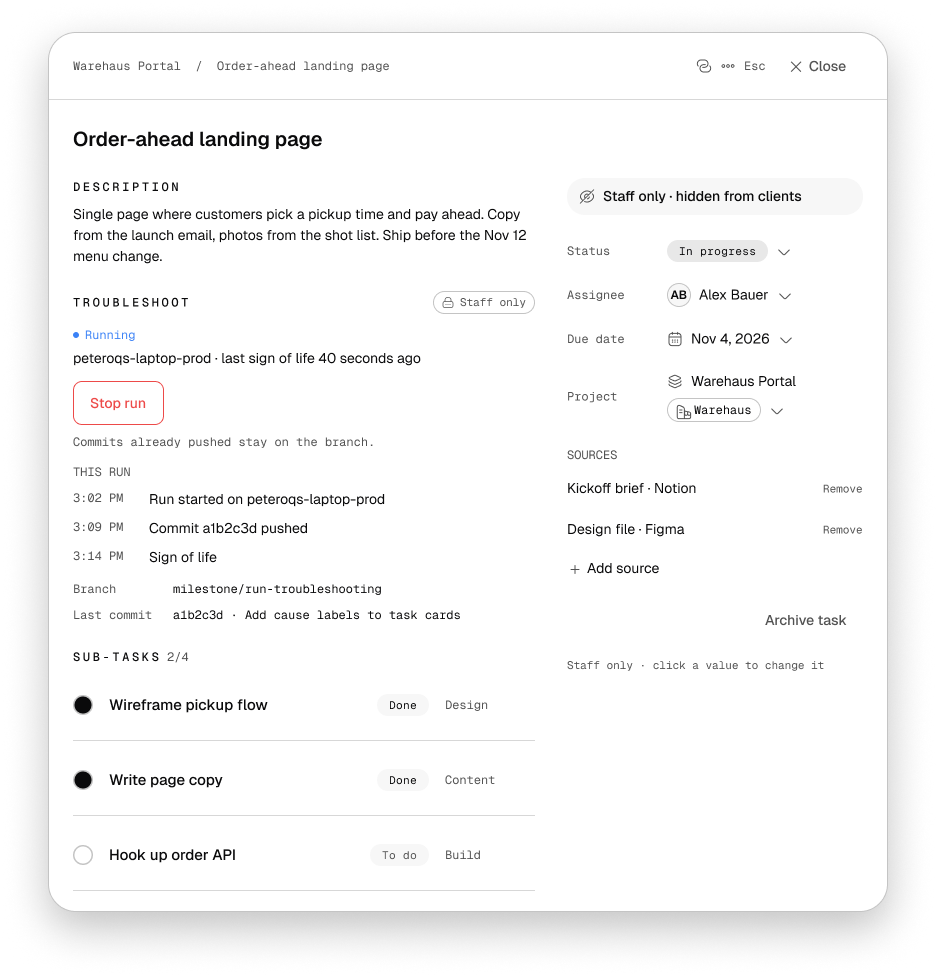 Warehaus Portal / Order-ahead landing page
Esc
Close
Order-ahead landing page
DESCRIPTION
Single page where customers pick a pickup time and pay ahead. Copy
from the launch email, photos from the shot list. Ship before the Nov 12
menu change.
TROUBLESHOOT
Staff only
Running
peteroqs-laptop-prod · last sign of life 40 seconds ago
Stop run
Commits already pushed stay on the branch.
THIS RUN
3:02 PM Run started on peteroqs-laptop-prod
3:09 PM Commit a1b2c3d pushed
3:14 PM Sign of life
Branch milestone/run-troubleshooting
Last commit a1b2c3d · Add cause labels to task cards
SUB-TASKS 2/4
Wireframe pickup flow Done Design
Write page copy Done Content
Hook up order API To do Build
Staff only · hidden from clients
Status In progress
Assignee AB Alex Bauer
Due date Nov 4, 2026
Project Warehaus Portal
Warehaus
SOURCES
Kickoff brief · Notion Remove
Design file · Figma Remove
+ Add source
Archive task
Staff only · click a value to change it